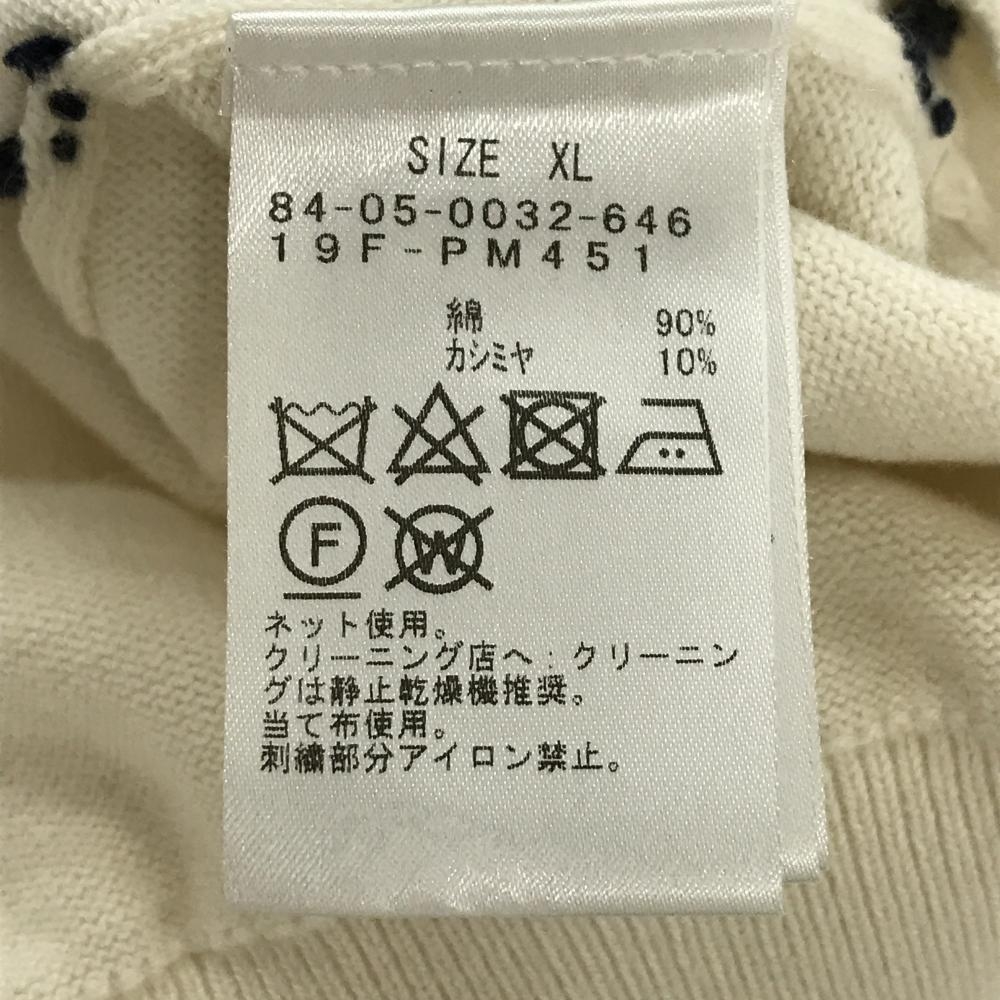 SIZE XL
84-05-0032-646
19F-PM451
綿 90%
カシミヤ 10%
F
W
ネット使用。
クリーニング店へ：クリーニン
グは静止乾燥機推奨。
当て布使用。
刺繍部分アイロン禁止。